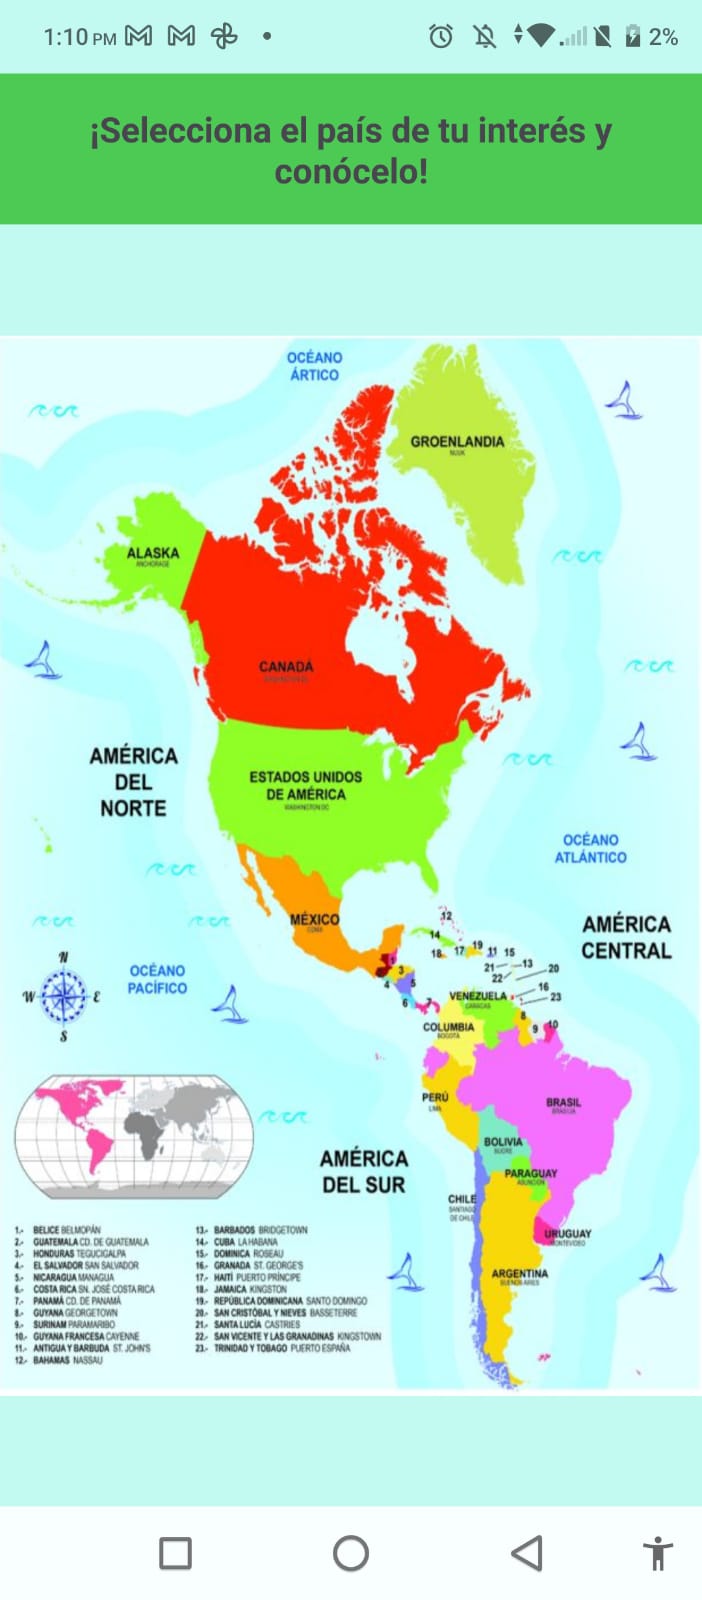 1:10 PM
2%
¡Selecciona el país de tu interés y
conócelo!
OCÉANO
ÁRTICO
GROENLANDIA
NUUK
ALASKA
ANCHORAGE
CANADÁ
ESTADOS UNIDOS
DE AMÉRICA
WASHINGTON DC
AMÉRICA
DEL
NORTE
OCÉANO
ATLÁNTICO
MÉXICO
CDMX
AMÉRICA
CENTRAL
12
14
18
17
19
11
15
21
13
22
20
16
23
1
3
4
5
6
7
8
9
10
N
W
E
S
OCÉANO
PACÍFICO
VENEZUELA
CARACAS
COLUMBIA
BOGOTÁ
PERÚ
LIMA
BRASIL
BRASILIA
BOLIVIA
SUCRE
PARAGUAY
ASUNCIÓN
AMÉRICA
DEL SUR
CHILE
SANTIAGO
DE CHILE
URUGUAY
MONTEVIDEO
ARGENTINA
BUENOS AIRES
1.- BELICE BELMOPÁN
2.- GUATEMALA CD. DE GUATEMALA
3.- HONDURAS TEGUCIGALPA
4.- EL SALVADOR SAN SALVADOR
5.- NICARAGUA MANAGUA
6.- COSTA RICA SN. JOSÉ COSTA RICA
7.- PANAMÁ CD. DE PANAMÁ
8.- GUYANA GEORGETOWN
9.- SURINAM PARAMARIBO
10.- GUYANA FRANCESA CAYENNE
11.- ANTIGUA Y BARBUDA ST. JOHN'S
12.- BAHAMAS NASSAU
13.- BARBADOS BRIDGETOWN
14.- CUBA LA HABANA
15.- DOMINICA ROSEAU
16.- GRANADA ST. GEORGE'S
17.- HAITÍ PUERTO PRÍNCIPE
18.- JAMAICA KINGSTON
19.- REPÚBLICA DOMINICANA SANTO DOMINGO
20.- SAN CRISTÓBAL Y NIEVES BASSETERRE
21.- SANTA LUCÍA CASTRIES
22.- SAN VICENTE Y LAS GRANADINAS KINGSTOWN
23.- TRINIDAD Y TOBAGO PUERTO ESPAÑA